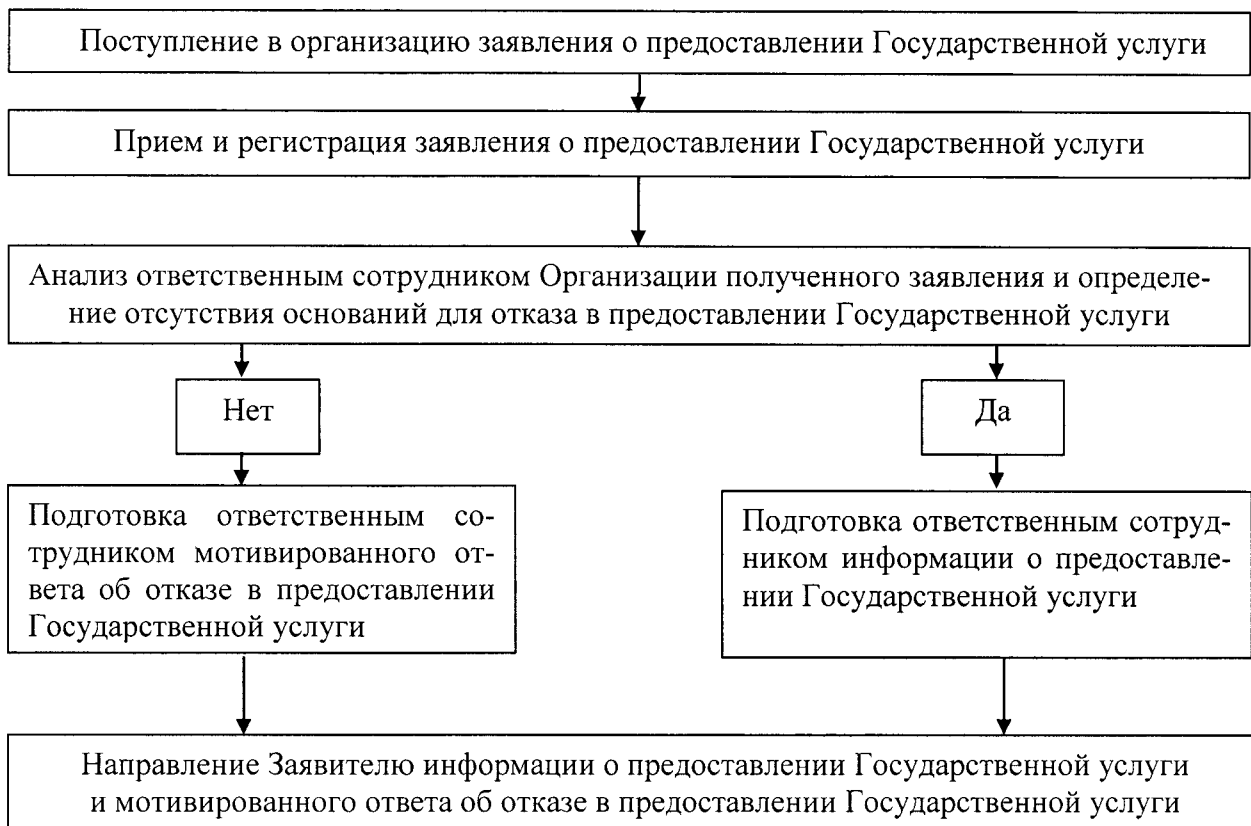 Поступление в организацию заявления о предоставлении Государственной услуги
Прием и регистрация заявления о предоставлении Государственной услуги
Анализ ответственным сотрудником Организации полученного заявления и определе-
ние отсутствия оснований для отказа в предоставлении Государственной услуги
Нет
Да
Подготовка ответственным со-
трудником мотивированного от-
вета об отказе в предоставлении
Государственной услуги
Подготовка ответственным сотруд-
ником информации о предоставле-
нии Государственной услуги
Направление Заявителю информации о предоставлении Государственной услуги
и мотивированного ответа об отказе в предоставлении Государственной услуги